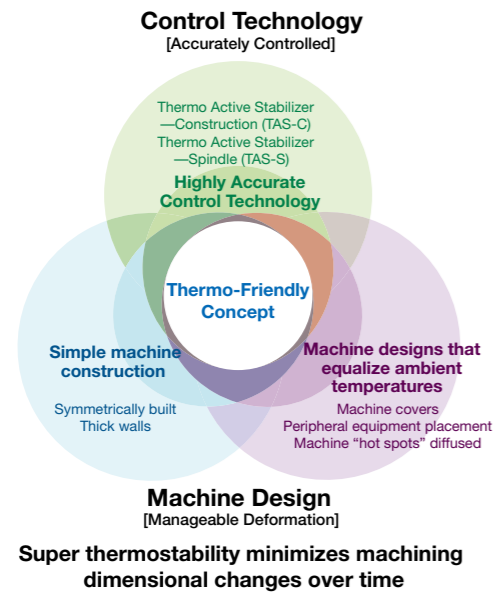 Control Technology
[Accurately Controlled]
Thermo Active Stabilizer
—Construction (TAS-C)
Thermo Active Stabilizer
—Spindle (TAS-S)
Highly Accurate
Control Technology
Thermo-Friendly
Concept
Simple machine
construction
Symmetrically built
Thick walls
Machine designs that
equalize ambient
temperatures
Machine covers
Peripheral equipment placement
Machine “hot spots” diffused
Machine Design
[Manageable Deformation]
Super thermostability minimizes machining
dimensional changes over time